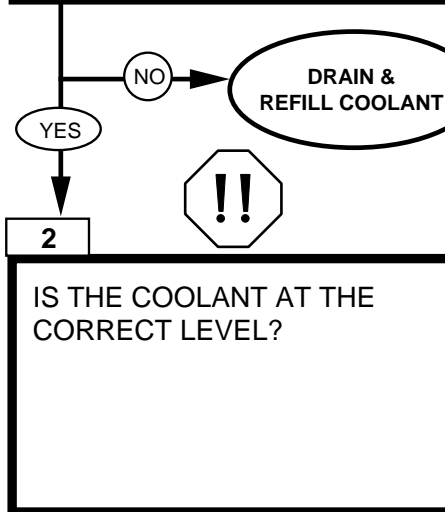 NO
DRAIN &
REFILL COOLANT
YES
!!
2
IS THE COOLANT AT THE
CORRECT LEVEL?